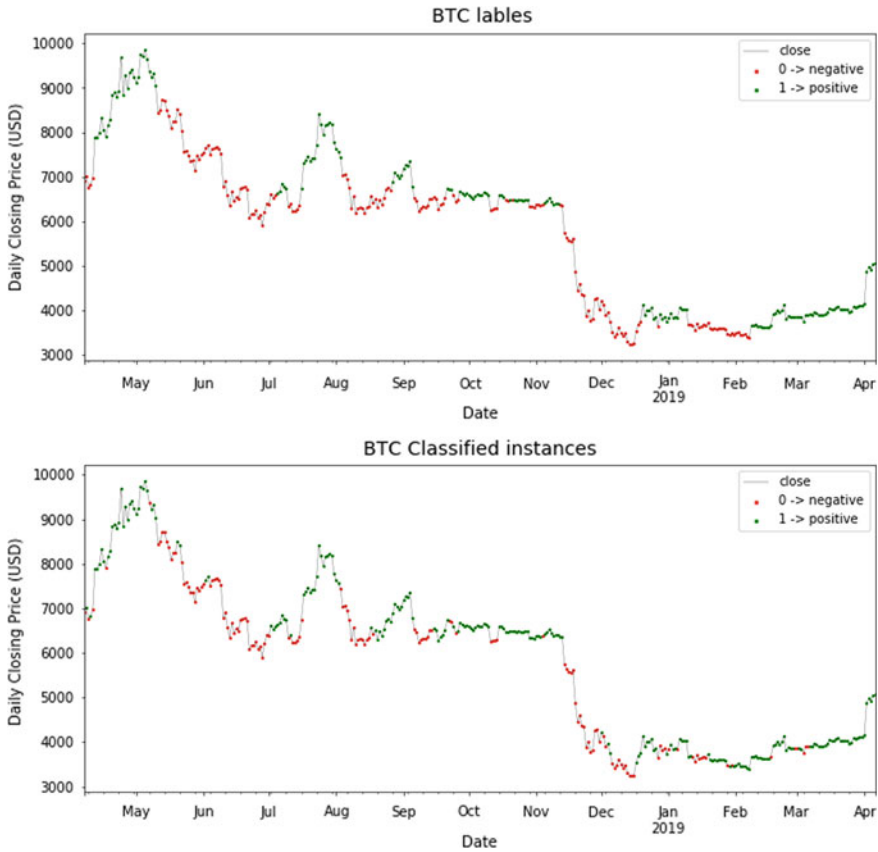 BTC lables
10000
9000
8000
7000
6000
5000
4000
3000
Daily Closing Price (USD)
close
0 -> negative
1 -> positive
May Jun Jul Aug Sep Oct Nov Dec Jan Feb Mar Apr
2019
Date
BTC Classified instances
10000
9000
8000
7000
6000
5000
4000
3000
Daily Closing Price (USD)
close
0 -> negative
1 -> positive
May Jun Jul Aug Sep Oct Nov Dec Jan Feb Mar Apr
2019
Date